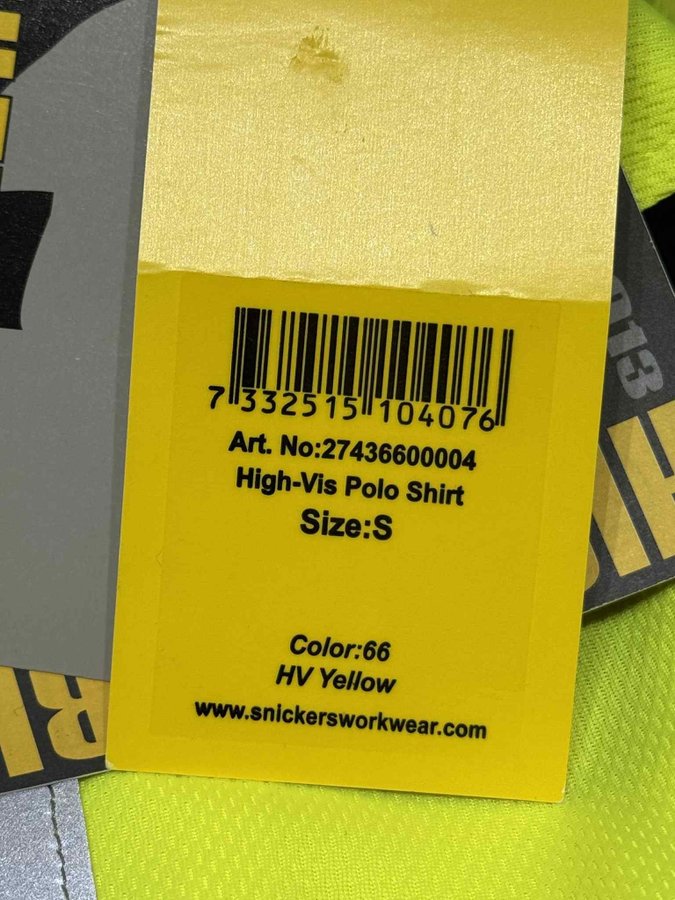 7 332515 104076
Art. No:27436600004
High-Vis Polo Shirt
Size:S
Color:66
HV Yellow
www.snickersworkwear.com